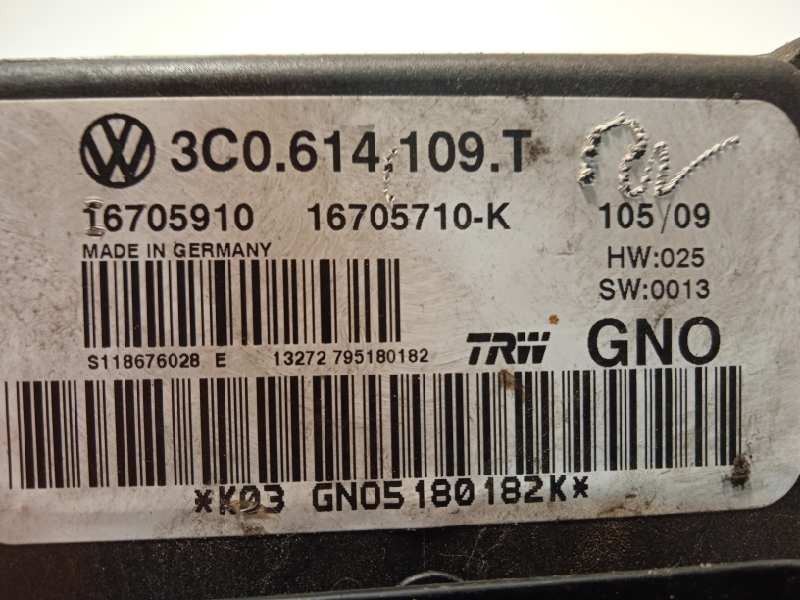 3C0.614.109.T
16705910 16705710-K 105/09
MADE IN GERMANY HW:025
SW:0013
S118676028 E 13272 795180182 TRW GNO
*K03 GNO5180182K*